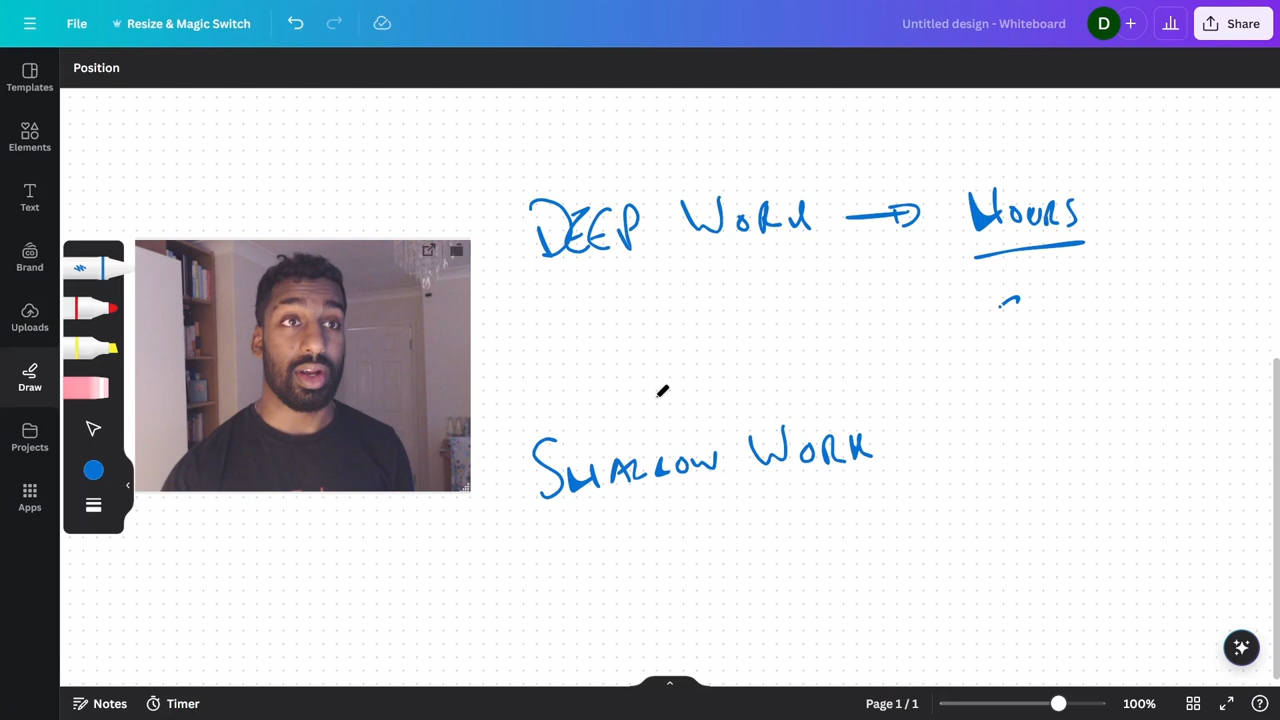 File
Resize & Magic Switch
Untitled design - Whiteboard
D
Share
Position
Templates
Elements
Text
Brand
Uploads
Draw
Projects
Apps
DEEP WORK → HOURS
SHALLOW WORK
Notes
Timer
Page 1 / 1
100%